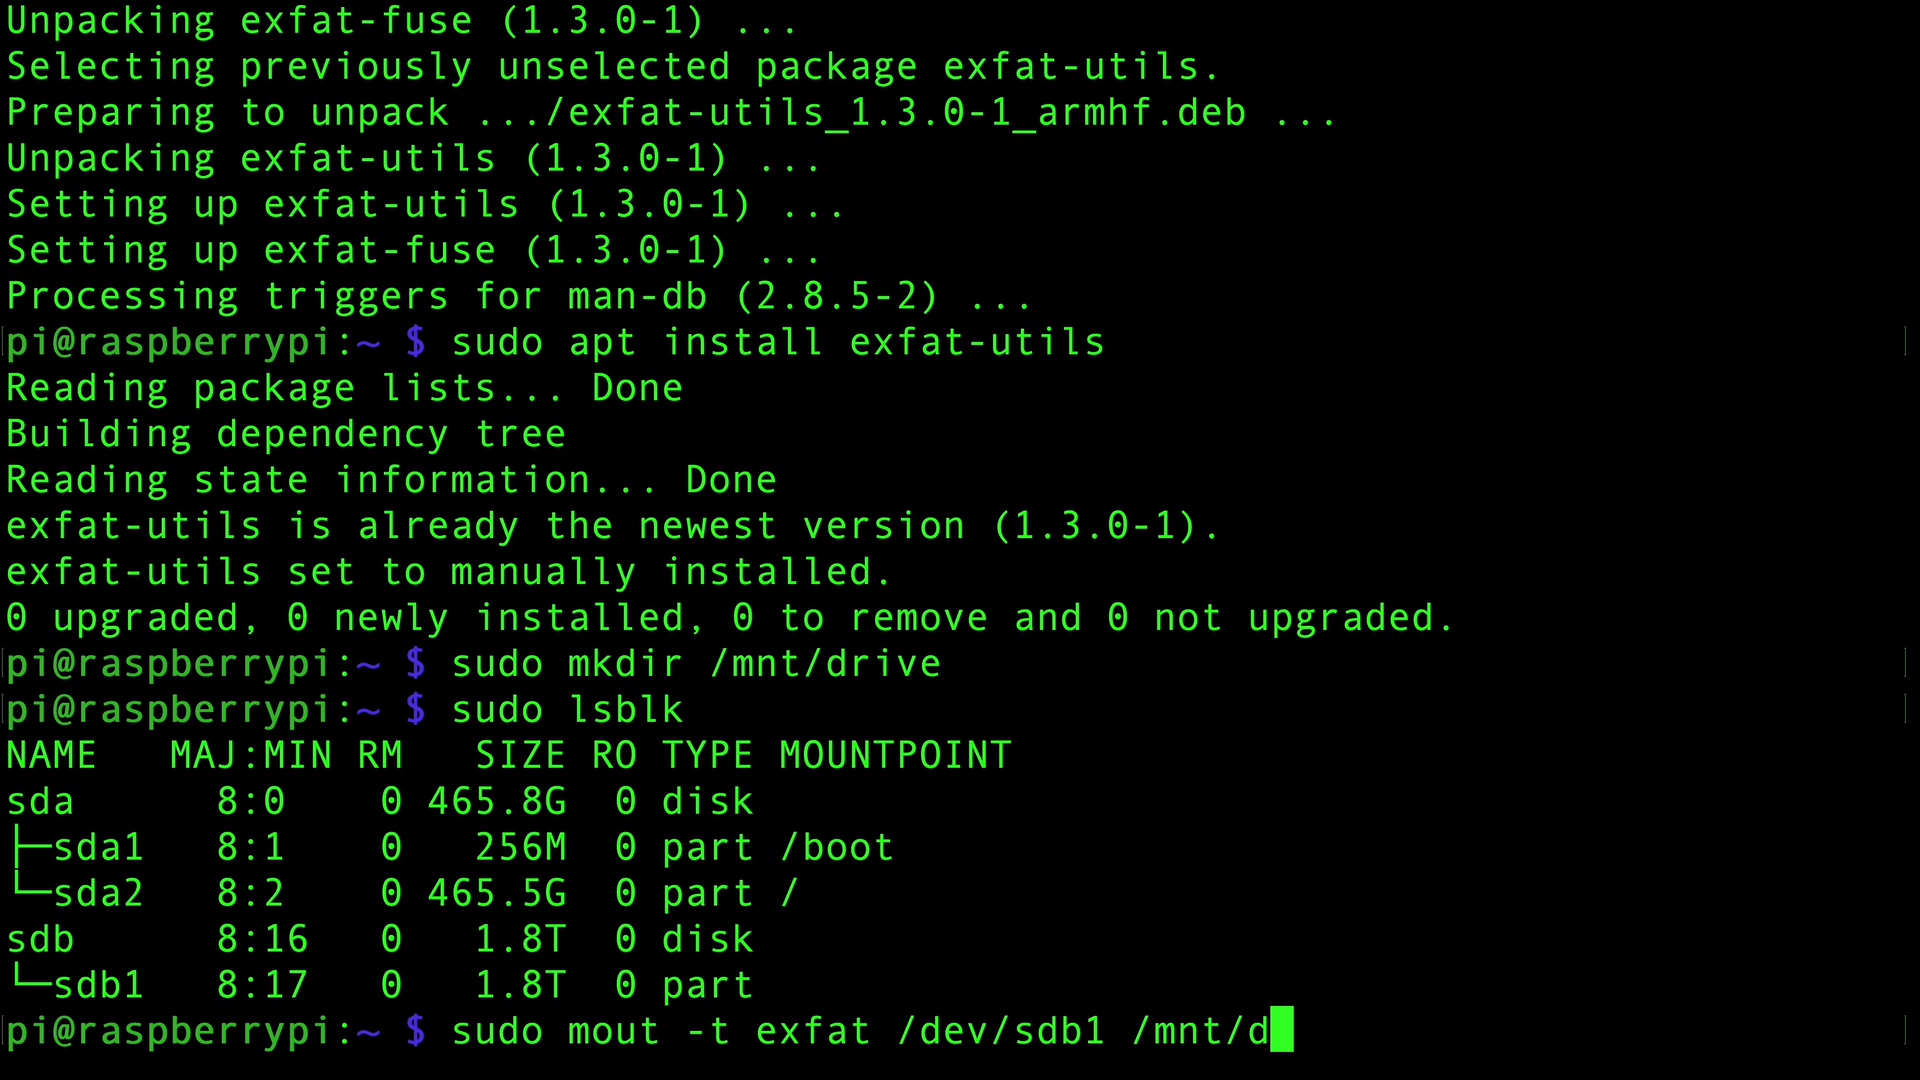 Unpacking exfat-fuse (1.3.0-1) ...
Selecting previously unselected package exfat-utils.
Preparing to unpack .../exfat-utils_1.3.0-1_armhf.deb ...
Unpacking exfat-utils (1.3.0-1) ...
Setting up exfat-utils (1.3.0-1) ...
Setting up exfat-fuse (1.3.0-1) ...
Processing triggers for man-db (2.8.5-2) ...
pi@raspberrypi:~ $ sudo apt install exfat-utils
Reading package lists... Done
Building dependency tree
Reading state information... Done
exfat-utils is already the newest version (1.3.0-1).
exfat-utils set to manually installed.
0 upgraded, 0 newly installed, 0 to remove and 0 not upgraded.
pi@raspberrypi:~ $ sudo mkdir /mnt/drive
pi@raspberrypi:~ $ sudo lsblk
NAME   MAJ:MIN RM   SIZE RO TYPE MOUNTPOINT
sda      8:0    0 465.8G  0 disk
├─sda1   8:1    0   256M  0 part /boot
└─sda2   8:2    0 465.5G  0 part /
sdb      8:16   0   1.8T  0 disk
└─sdb1   8:17   0   1.8T  0 part
pi@raspberrypi:~ $ sudo mout -t exfat /dev/sdb1 /mnt/d